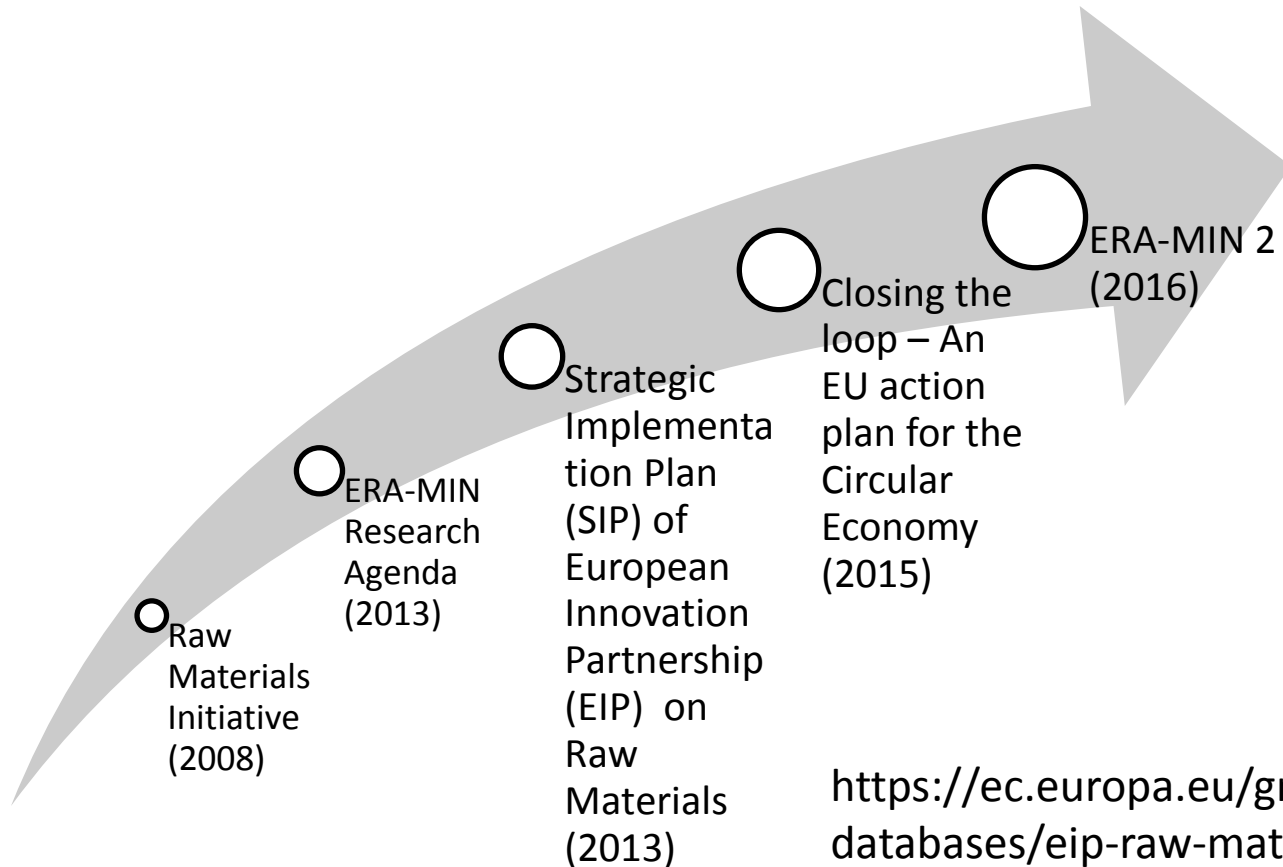 Raw
Materials
Initiative
(2008)
ERA-MIN
Research
Agenda
(2013)
Strategic
Implementa
tion Plan
(SIP) of
European
Innovation
Partnership
(EIP) on
Raw
Materials
(2013)
Closing the
loop – An
EU action
plan for the
Circular
Economy
(2015)
ERA-MIN 2
(2016)
https://ec.europa.eu/gr
databases/eip-raw-mat